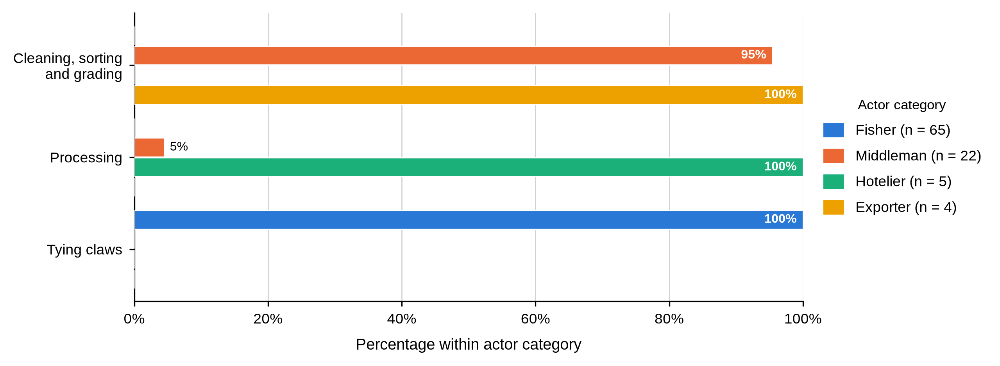 Cleaning, sorting
and grading
95%
100%
Processing
5%
100%
Tying claws
100%
0%
20%
40%
60%
80%
100%
Percentage within actor category
Actor category
Fisher (n = 65)
Middleman (n = 22)
Hotelier (n = 5)
Exporter (n = 4)